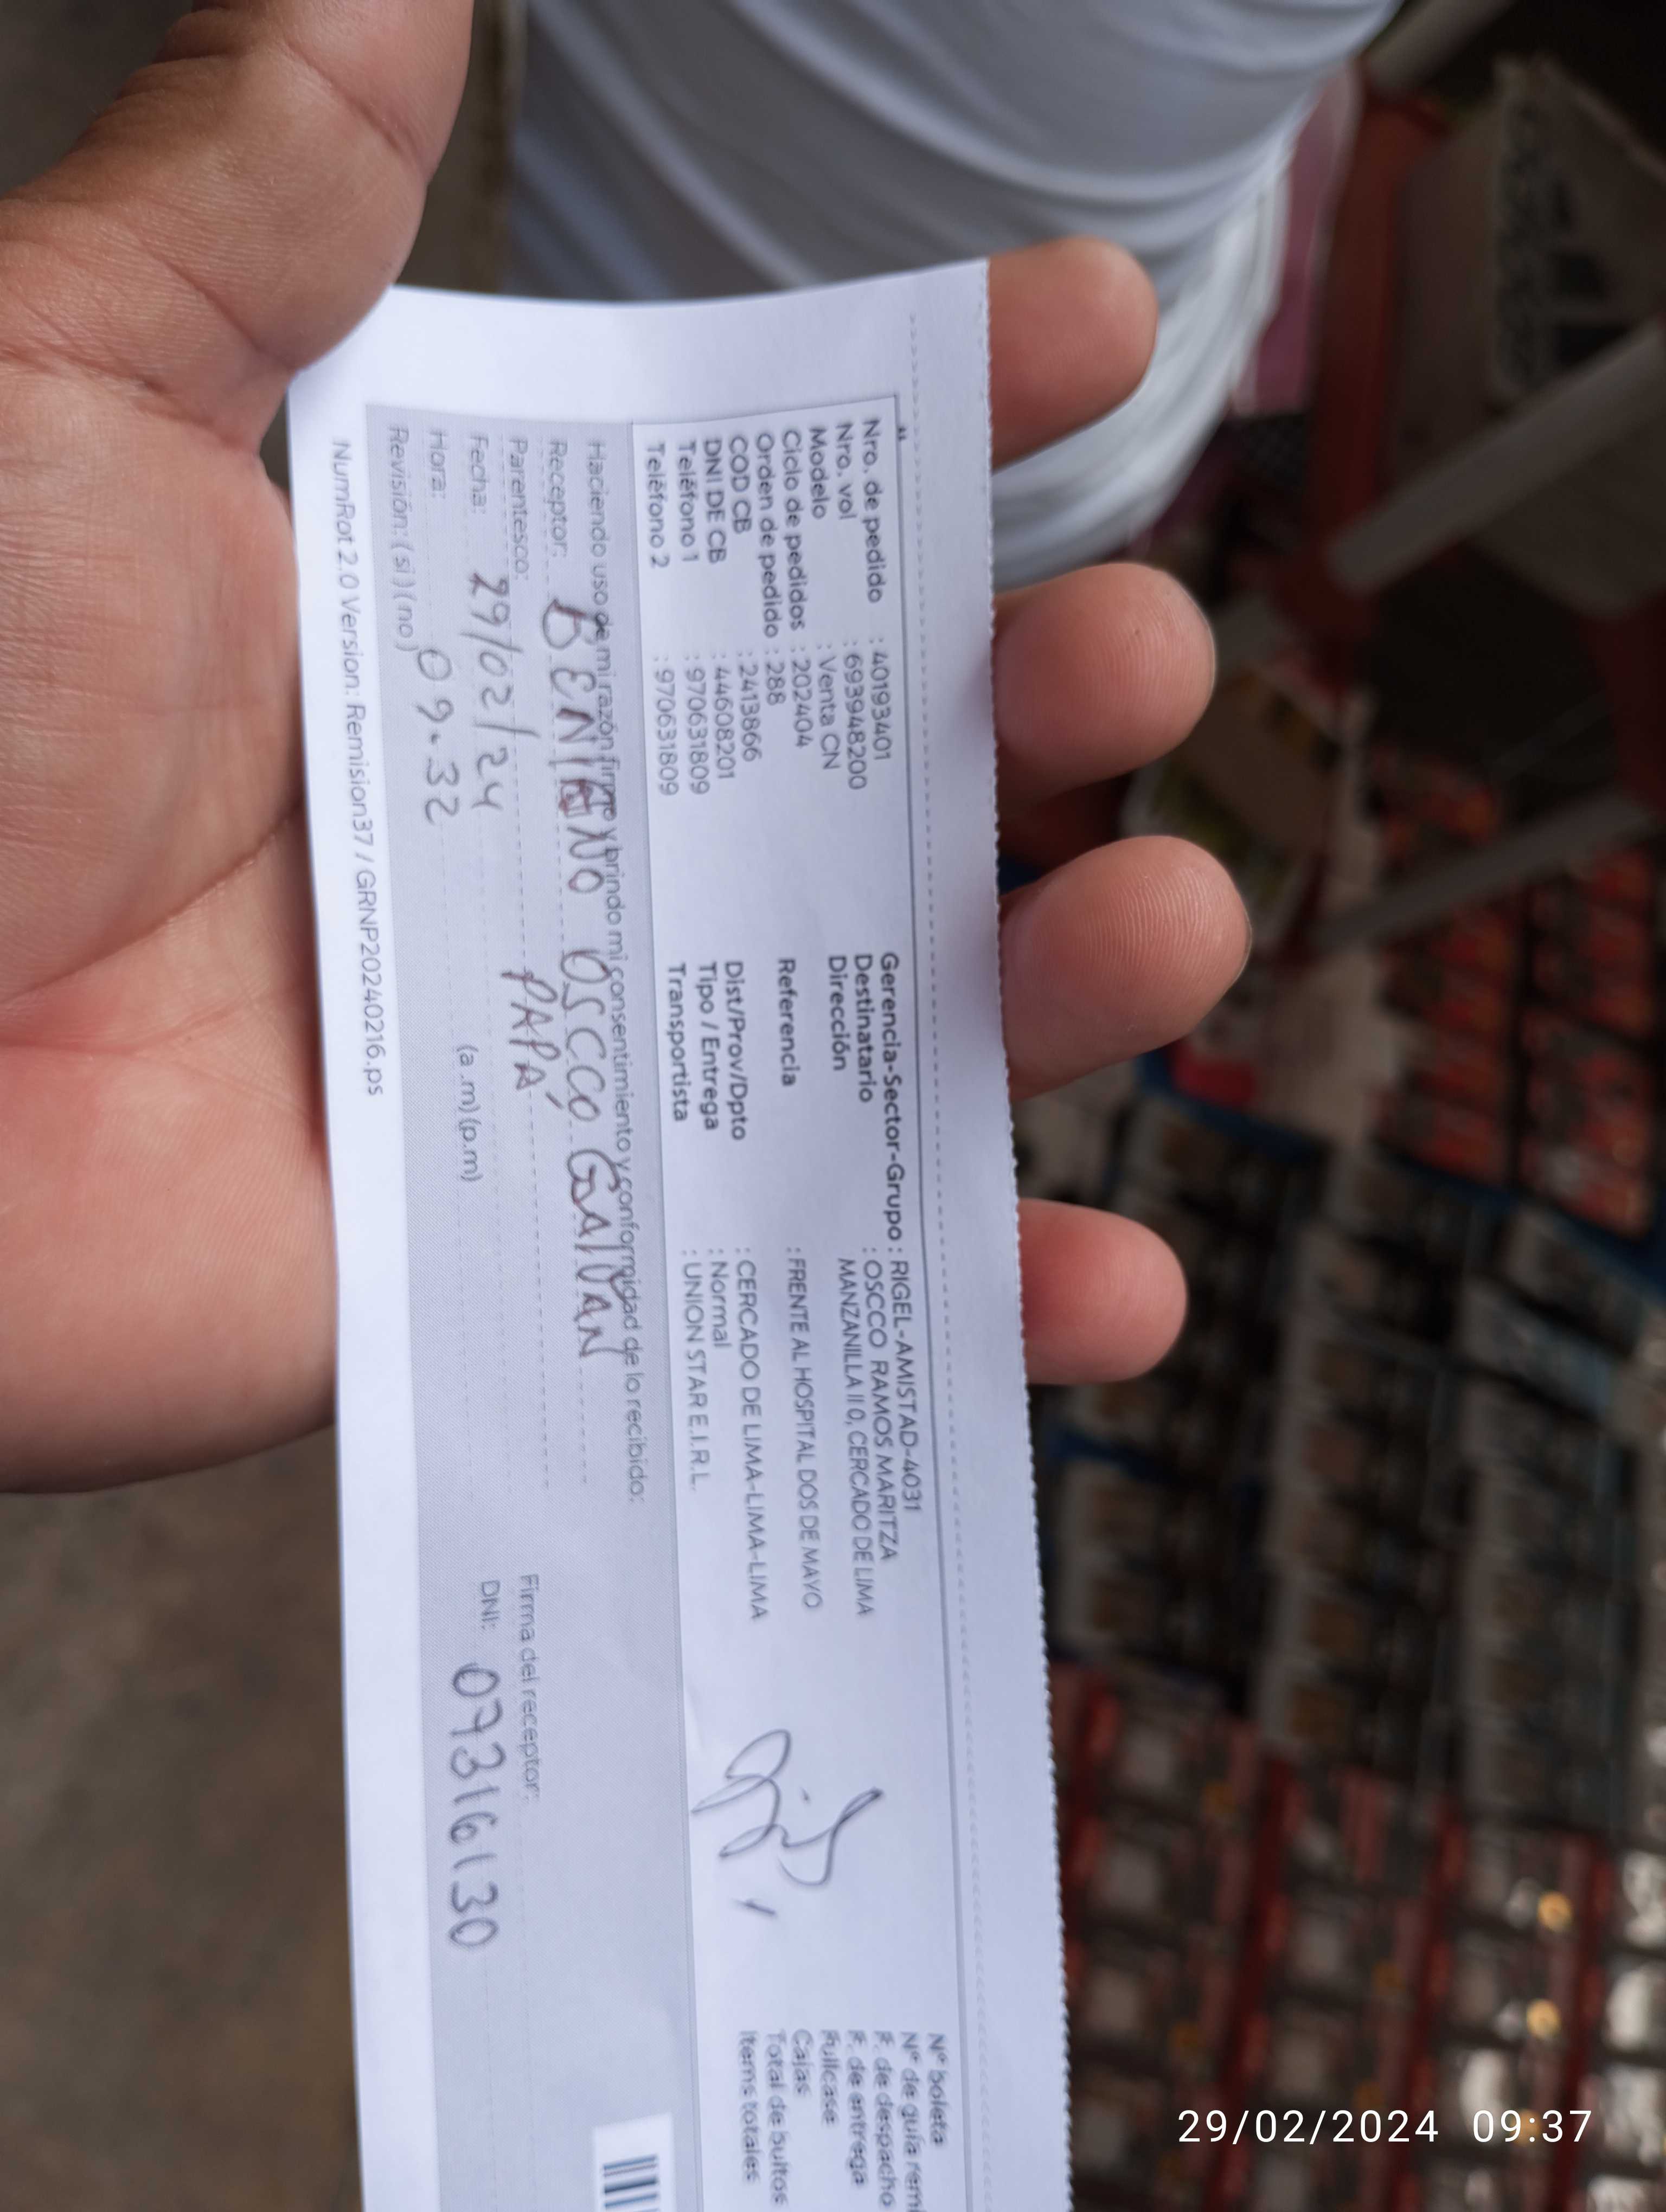 Nro. de pedido : 40193401
Nro. vol : 693948200
Modelo : Venta CN
Ciclo de pedidos : 202404
Orden de pedido : 288
COD CB : 2413866
DNI DE CB : 44608201
Teléfono 1 : 970631809
Teléfono 2 : 970631809
Gerencia-Sector-Grupo : RIGEL-AMISTAD-4031
Destinatario : OSCCO RAMOS MARITZA
Dirección MANZANILLA II 0, CERCADO DE LIMA
Referencia : FRENTE AL HOSPITAL DOS DE MAYO
Dist/Prov/Dpto : CERCADO DE LIMA-LIMA-LIMA
Tipo / Entrega : Normal
Transportista : UNION STAR E.I.R.L.
Nº boleta
Nº de guía remi
F. de despacho
F. de entrega
Fullcase
Cajas
Total de bultos
Items totales
Haciendo uso de mi razón firmo y brindo mi consentimiento y conformidad de lo recibido:
Receptor: BENIGNO OSCCO GALVAN
Parentesco: PAPÁ
Fecha: 29/02/24
Hora: 09.32 (a.m) (p.m)
Revisión: ( si ) ( no )
Firma del receptor:
DNI: 09316130
NumRot 2.0 Version: Remision37 / GRNP20240216.ps
29/02/2024 09:37